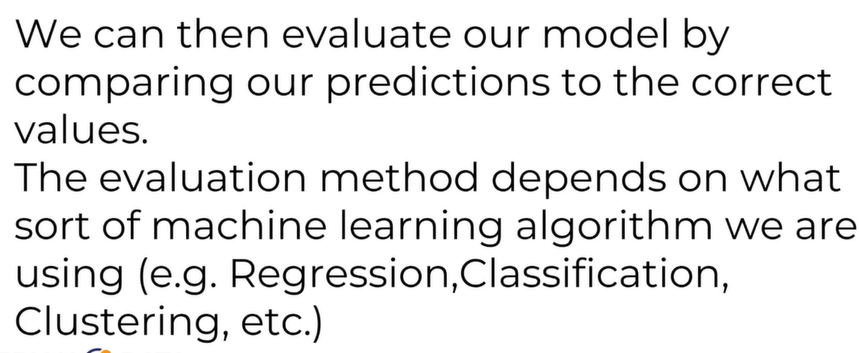 We can then evaluate our model by
comparing our predictions to the correct
values.
The evaluation method depends on what
sort of machine learning algorithm we are
using (e.g. Regression,Classification,
Clustering, etc.)